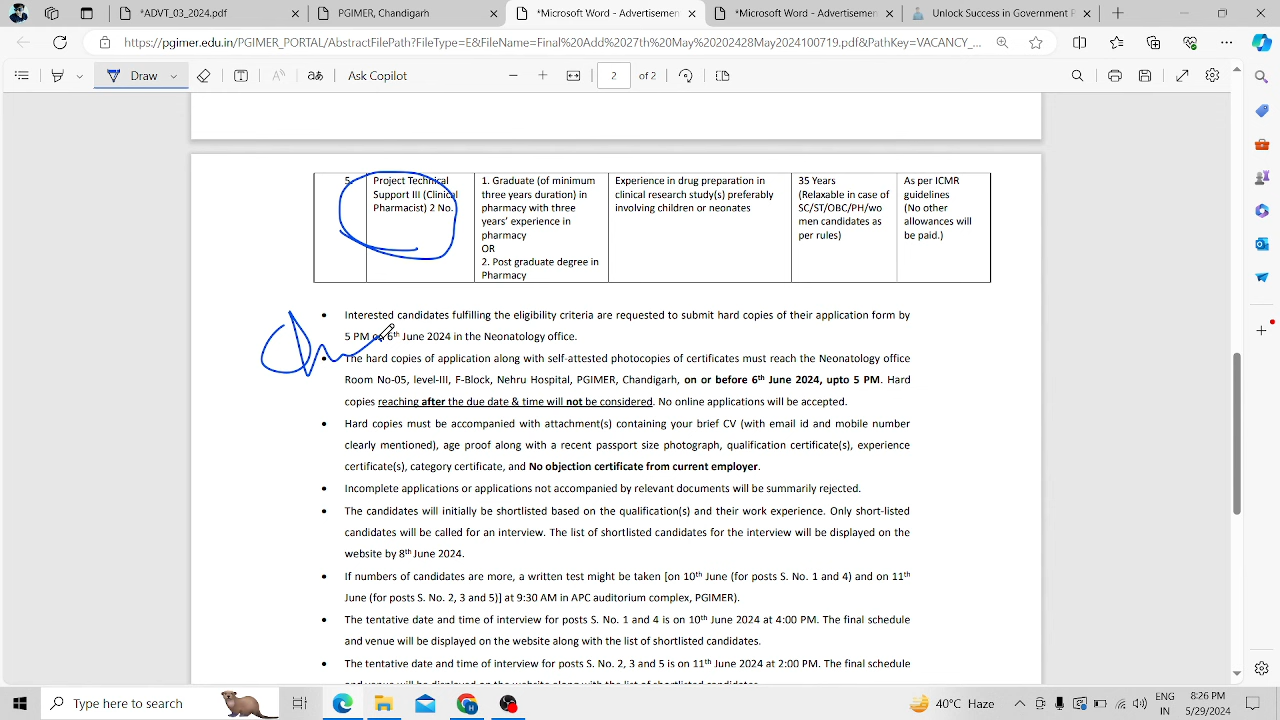 *ADVT_03_2024.pdf
PGIMER, Chandigarh
*Microsoft Word - Advertisemen
*Microsoft Word - Advertisemen
Unlock Success in Government P
https://pgimer.edu.in/PGIMER_PORTAL/AbstractFilePath?FileType=E&FileName=Final%20Add%2027th%20May%202024​28May2024100719.pdf&PathKey=VACANCY_...
Draw
Ask Copilot
2 of 2
5. Project Technical Support III (Clinical Pharmacist) 2 No.
1. Graduate (of minimum
three years duration) in
pharmacy with three
years' experience in
pharmacy
OR
2. Post graduate degree in
Pharmacy
Experience in drug preparation in
clinical research study(s) preferably
involving children or neonates
35 Years
(Relaxable in case of
SC/ST/OBC/PH/wo
men candidates as
per rules)
As per ICMR
guidelines
(No other
allowances will
be paid.)
• Interested candidates fulfilling the eligibility criteria are requested to submit hard copies of their application form by
5 PM on 6th June 2024 in the Neonatology office.
• The hard copies of application along with self-attested photocopies of certificates must reach the Neonatology office
Room No-05, level-III, F-Block, Nehru Hospital, PGIMER, Chandigarh, on or before 6th June 2024, upto 5 PM. Hard
copies reaching after the due date & time will not be considered. No online applications will be accepted.
• Hard copies must be accompanied with attachment(s) containing your brief CV (with email id and mobile number
clearly mentioned), age proof along with a recent passport size photograph, qualification certificate(s), experience
certificate(s), category certificate, and No objection certificate from current employer.
• Incomplete applications or applications not accompanied by relevant documents will be summarily rejected.
• The candidates will initially be shortlisted based on the qualification(s) and their work experience. Only short-listed
candidates will be called for an interview. The list of shortlisted candidates for the interview will be displayed on the
website by 8th June 2024.
• If numbers of candidates are more, a written test might be taken [on 10th June (for posts S. No. 1 and 4) and on 11th
June (for posts S. No. 2, 3 and 5)] at 9:30 AM in APC auditorium complex, PGIMER).
• The tentative date and time of interview for posts S. No. 1 and 4 is on 10th June 2024 at 4:00 PM. The final schedule
and venue will be displayed on the website along with the list of shortlisted candidates.
• The tentative date and time of interview for posts S. No. 2, 3 and 5 is on 11th June 2024 at 2:00 PM. The final schedule
and venue will be displayed on the website along with the list of shortlisted candidates.
Type here to search
40°C Haze
ENG
IN
8:26 PM
5/29/2024